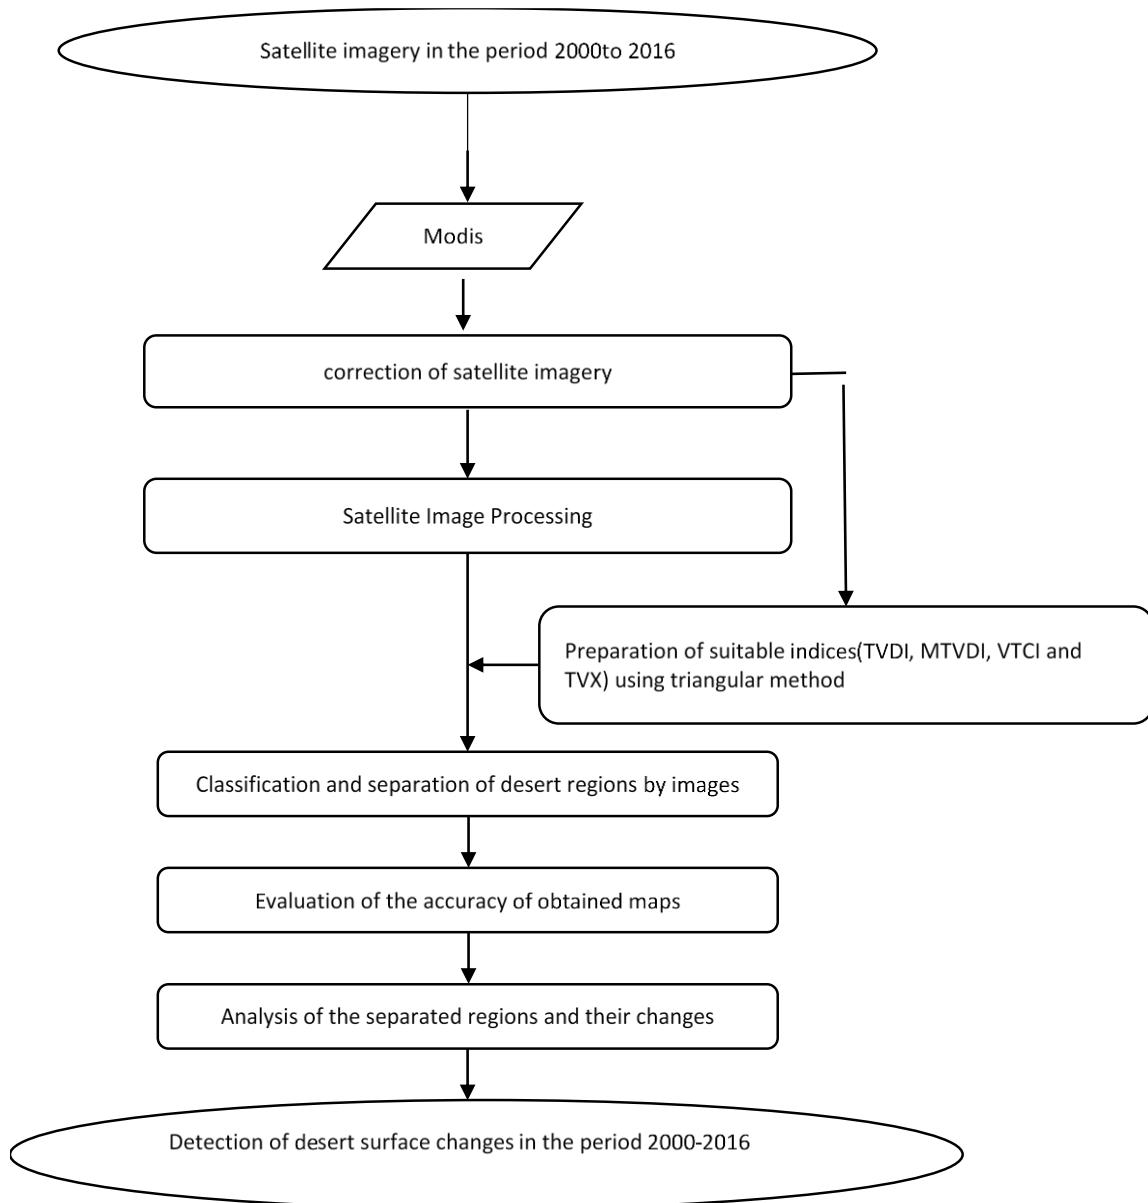 Satellite imagery in the period 2000to 2016
Modis
correction of satellite imagery
Satellite Image Processing
Preparation of suitable indices(TVDI, MTVDI, VTCI and
TVX) using triangular method
Classification and separation of desert regions by images
Evaluation of the accuracy of obtained maps
Analysis of the separated regions and their changes
Detection of desert surface changes in the period 2000-2016